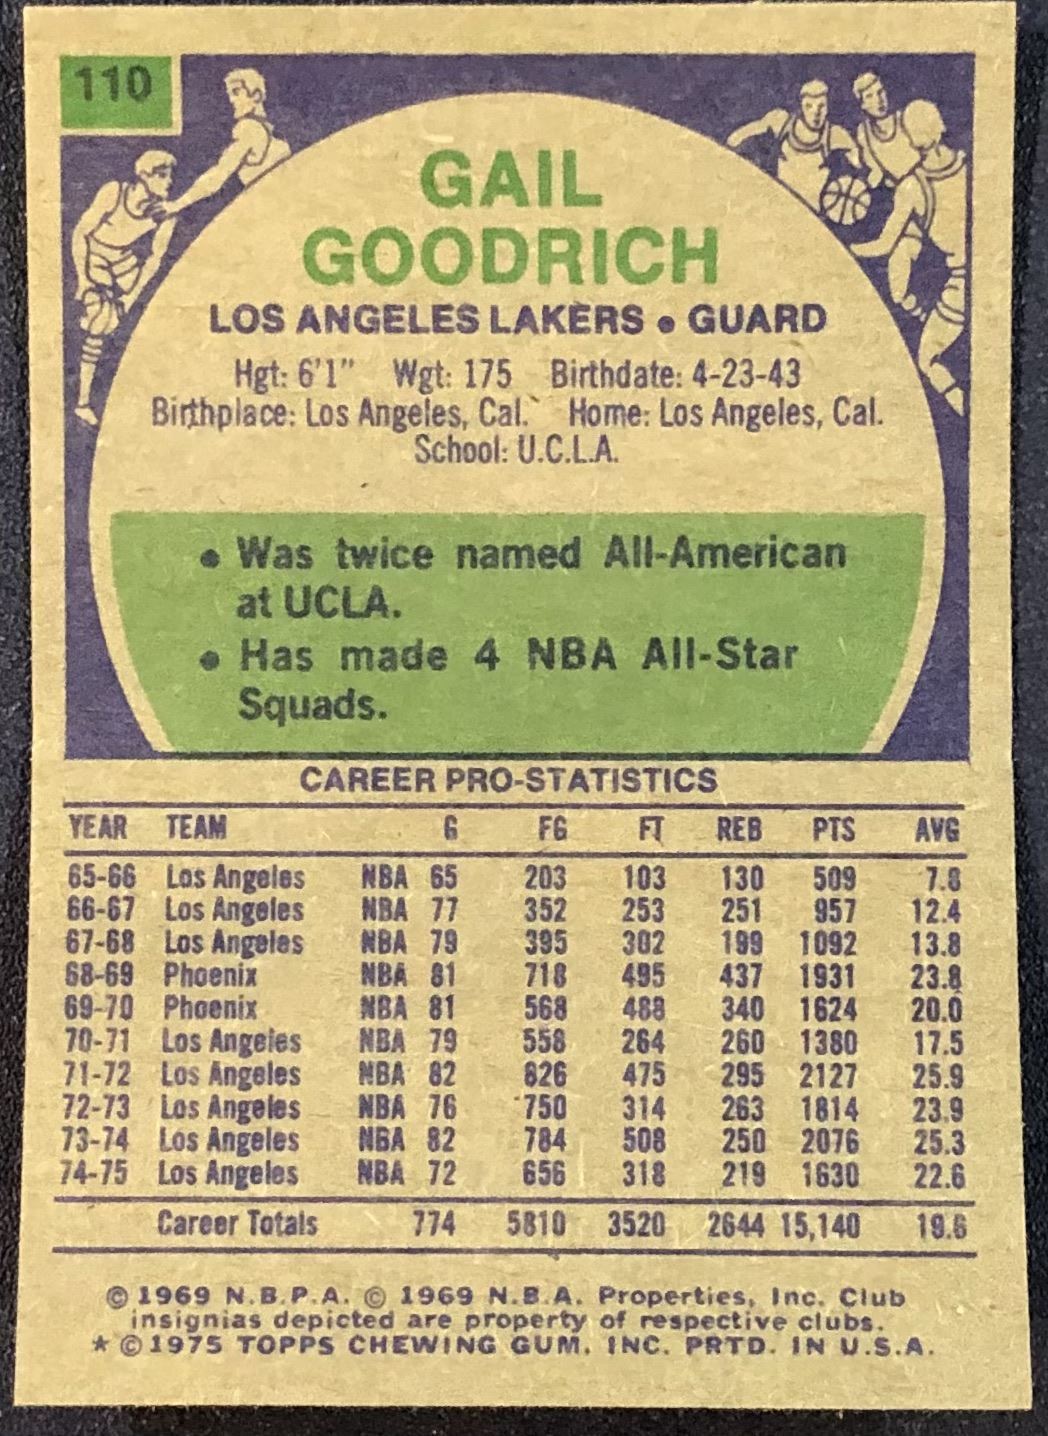 110
GAIL
GOODRICH
LOS ANGELES LAKERS • GUARD
Hgt: 6'1" Wgt: 175 Birthdate: 4-23-43
Birthplace: Los Angeles, Cal. Home: Los Angeles, Cal.
School: U.C.L.A.
• Was twice named All-American
at UCLA.
• Has made 4 NBA All-Star
Squads.
CAREER PRO-STATISTICS
YEAR TEAM G FG FT REB PTS AVG
65-66 Los Angeles NBA 65 203 103 130 509 7.8
66-67 Los Angeles NBA 77 352 253 251 957 12.4
67-68 Los Angeles NBA 79 395 302 199 1092 13.8
68-69 Phoenix NBA 81 718 495 437 1931 23.8
69-70 Phoenix NBA 81 568 488 340 1624 20.0
70-71 Los Angeles NBA 79 558 264 260 1380 17.5
71-72 Los Angeles NBA 82 826 475 295 2127 25.9
72-73 Los Angeles NBA 76 750 314 263 1814 23.9
73-74 Los Angeles NBA 82 784 508 250 2076 25.3
74-75 Los Angeles NBA 72 656 318 219 1630 22.6
Career Totals 774 5810 3520 2644 15,140 19.6
© 1969 N.B.P.A. © 1969 N.B.A. Properties, Inc. Club
insignias depicted are property of respective clubs.
* © 1975 TOPPS CHEWING GUM, INC. PRTD. IN U.S.A.